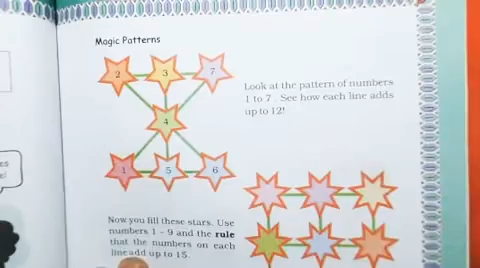 Magic Patterns
2 3 7
Look at the pattern of numbers
1 to 7 . See how each line adds
up to 12!
4
1 5 6
Now you fill these stars. Use
numbers 1 – 9 and the rule
that the numbers on each
line add up to 15.